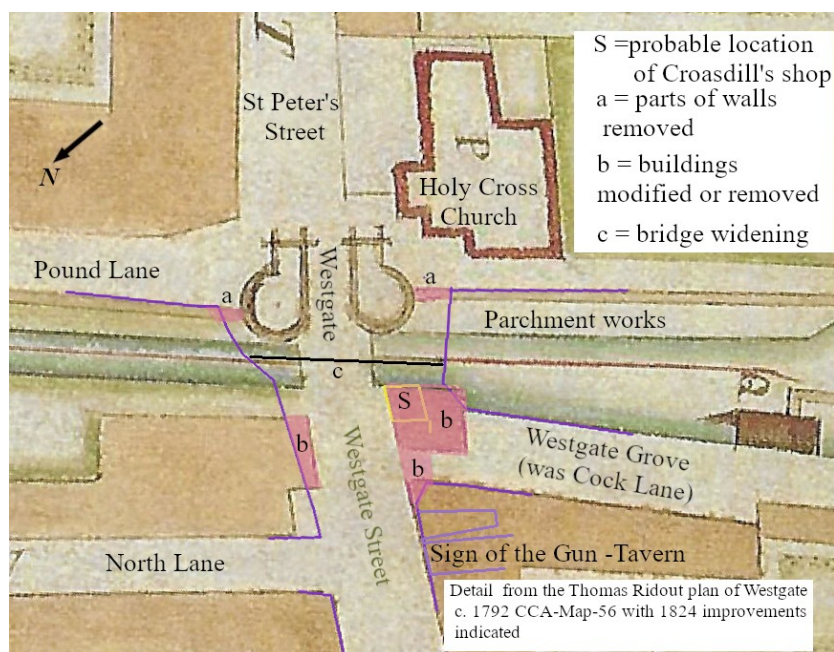 T
St Peter's
Street
S =probable location
of Croasdill's shop
a = parts of walls
removed
b = buildings
modified or removed
c = bridge widening
N
P
Holy Cross
Church
Pound Lane
a
Westgate
a
Parchment works
c
S
b
b
b
Westgate Street
Westgate Grove
(was Cock Lane)
North Lane
Sign of the Gun -Tavern
Detail from the Thomas Ridout plan of Westgate
c. 1792 CCA-Map-56 with 1824 improvements
indicated